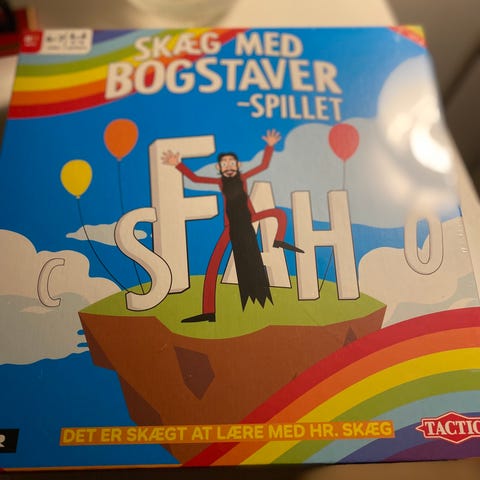 SKÆG MED
BOGSTAVER
-SPILLET
F
S A H
C O
DET ER SKÆGT AT LÆRE MED HR. SKÆG
TACTIC
R